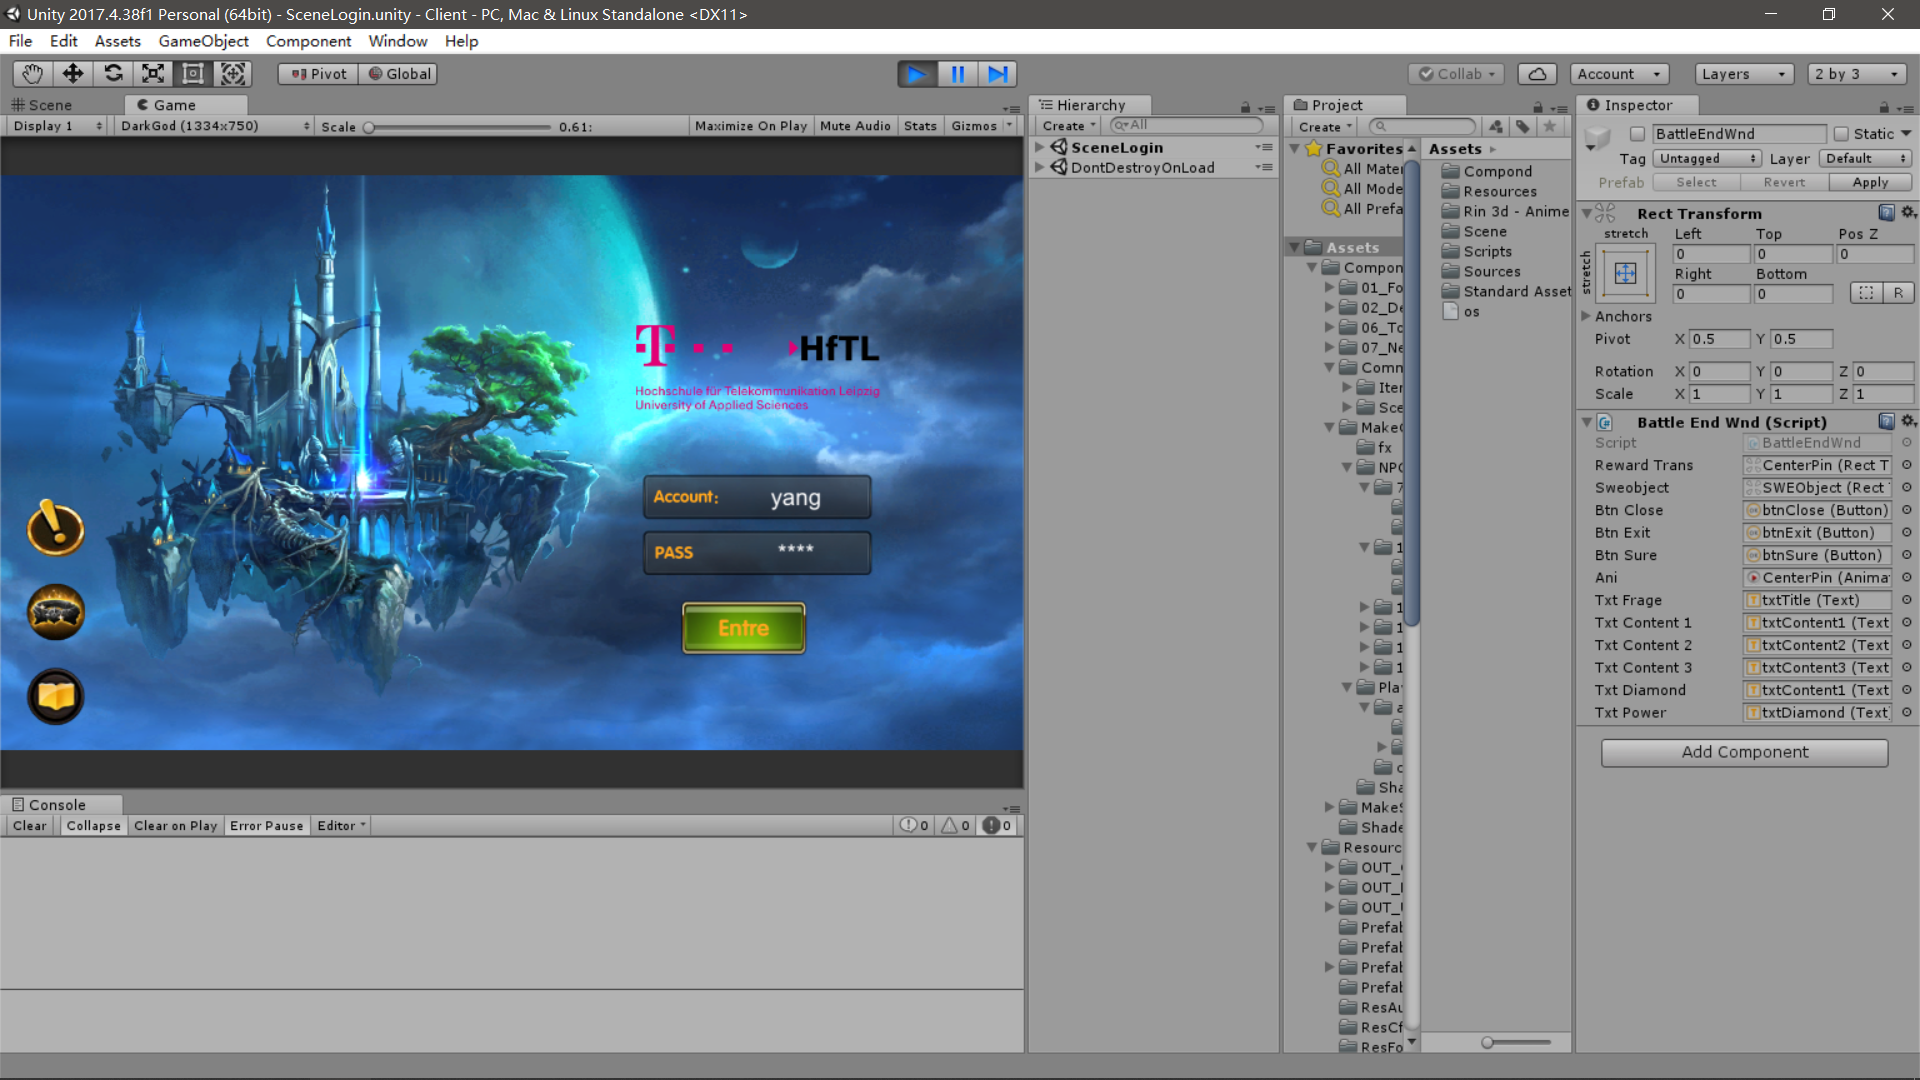 Unity 2017.4.38f1 Personal (64bit) - SceneLogin.unity - Client - PC, Mac & Linux Standalone <DX11>
File Edit Assets GameObject Component Window Help
Pivot Global
Collab Account Layers 2 by 3
Scene Game
Display 1 DarkGod (1334x750) Scale 0.61: Maximize On Play Mute Audio Stats Gizmos
Hochschule für Telekommunikation Leipzig
University of Applied Sciences
T
HfTL
Account: yang
PASS ****
Entre
Console
Clear Collapse Clear on Play Error Pause Editor 0 0 0
Hierarchy
Create All
SceneLogin
DontDestroyOnLoad
Project
Create
Favorites
All Mater
All Mode
All Prefa
Assets
Compon
01_Fo
02_De
06_To
07_Ne
Comm
Iter
Sce
Make
fx
NPC
7
1
1
1
1
1
Pla
a
c
Sha
MakeS
Shade
Resourc
OUT_
OUT_
OUT_
Prefab
Prefab
Prefab
Prefab
ResAu
ResCf
ResFo
Assets
Compond
Resources
Rin 3d - Anime
Scene
Scripts
Sources
Standard Asset
os
Inspector
BattleEndWnd Static
Tag Untagged Layer Default
Prefab Select Revert Apply
Rect Transform
stretch Left Top Pos Z
stretch 0 0 0
Right Bottom
0 0 R
Anchors
Pivot X 0.5 Y 0.5
Rotation X 0 Y 0 Z 0
Scale X 1 Y 1 Z 1
Battle End Wnd (Script)
Script BattleEndWnd
Reward Trans CenterPin (Rect T
Sweobject SWEObject (Rect
Btn Close btnClose (Button)
Btn Exit btnExit (Button)
Btn Sure btnSure (Button)
Ani CenterPin (Anima
Txt Frage txtTitle (Text)
Txt Content 1 txtContent1 (Text
Txt Content 2 txtContent2 (Text
Txt Content 3 txtContent3 (Text
Txt Diamond txtContent1 (Text
Txt Power txtDiamond (Text
Add Component